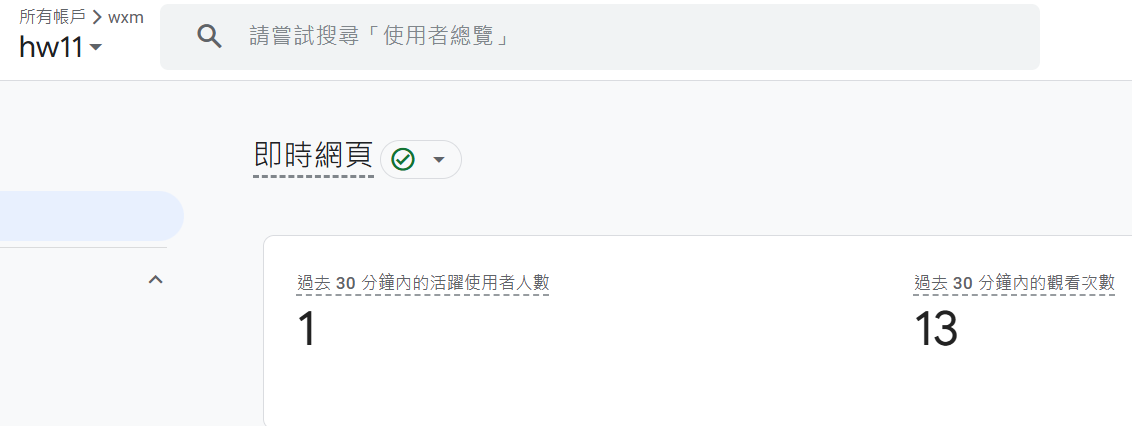 所有帳戶 > wxm
hw11
請嘗試搜尋「使用者總覽」
即時網頁
過去 30 分鐘內的活躍使用者人數
1
過去 30 分鐘內的觀看次數
13